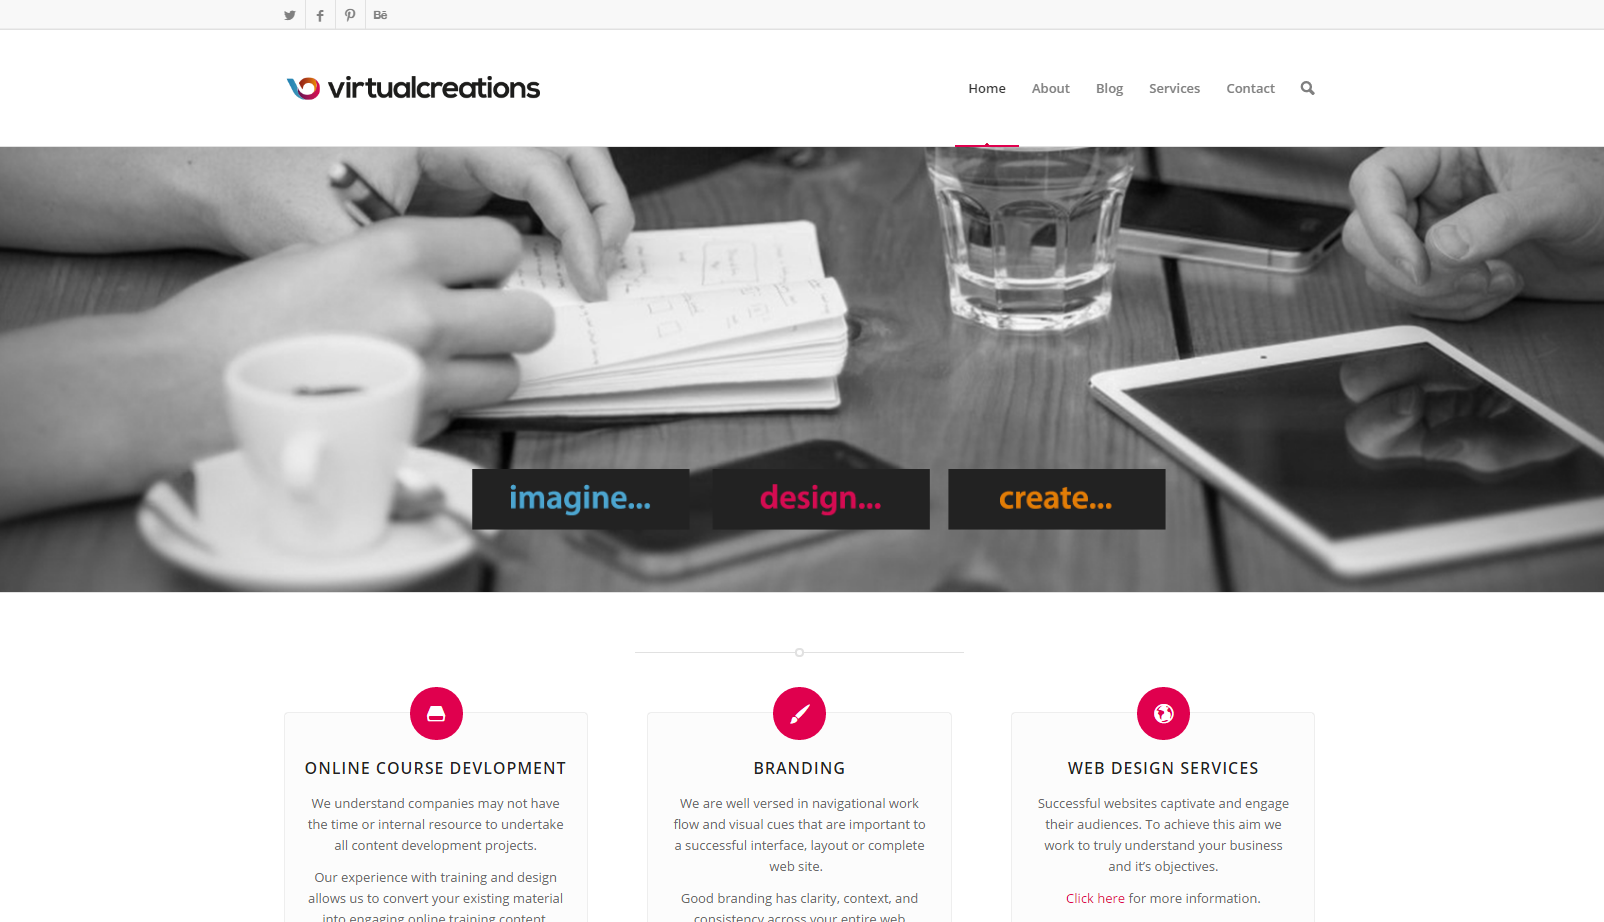 Bē
virtualcreations
Home About Blog Services Contact
imagine... design... create...
ONLINE COURSE DEVLOPMENT
We understand companies may not have
the time or internal resource to undertake
all content development projects.
Our experience with training and design
allows us to convert your existing material
into engaging online training content
BRANDING
We are well versed in navigational work
flow and visual cues that are important to
a successful interface, layout or complete
web site.
Good branding has clarity, context, and
consistency across your entire web
WEB DESIGN SERVICES
Successful websites captivate and engage
their audiences. To achieve this aim we
work to truly understand your business
and it’s objectives.
Click here for more information.